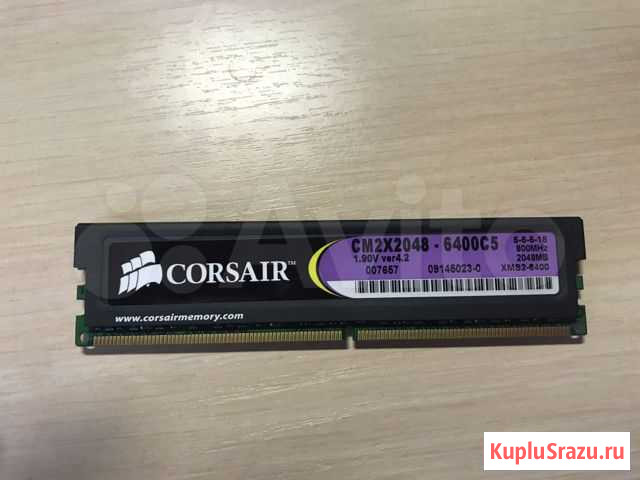 Avito
CM2X2048 - 6400C5
1.90V ver4.2
007657 09145023-0
5-5-5-18
800MHz
2048MB
XMS2-6400
CORSAIR™
www.corsairmemory.com
KupluSrazu.ru